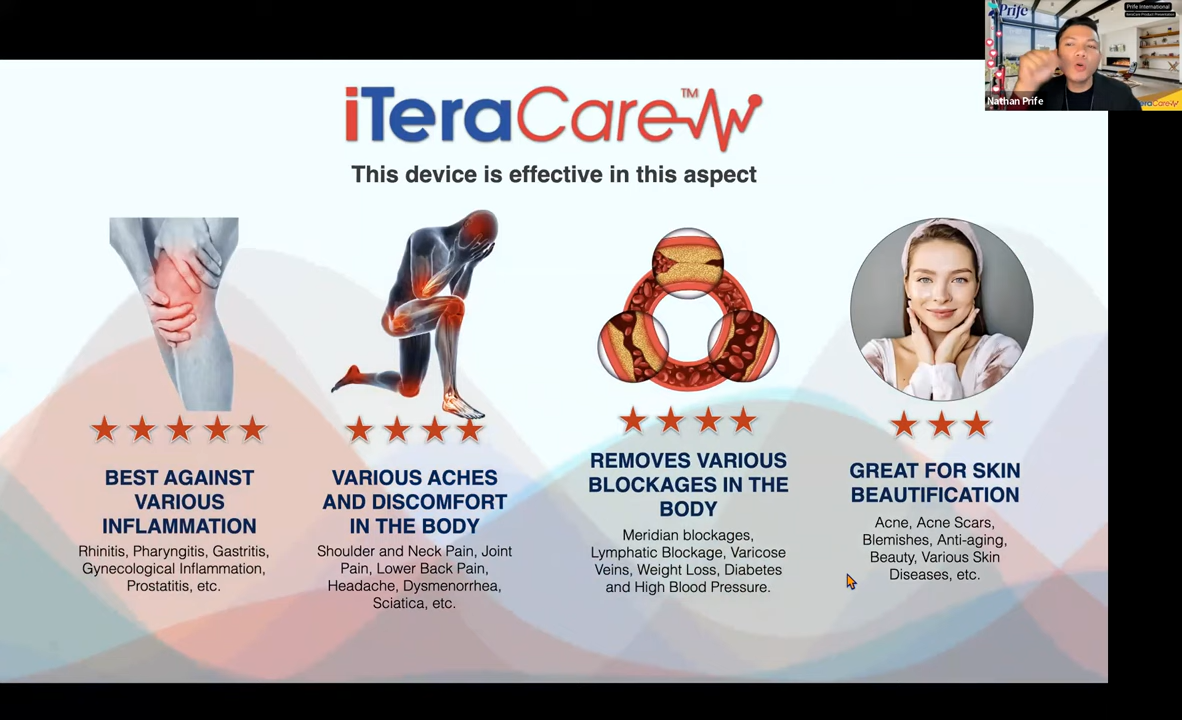 Prife
Prife International
Nathan Prife
iTeraCare™
This device is effective in this aspect
BEST AGAINST
VARIOUS
INFLAMMATION
Rhinitis, Pharyngitis, Gastritis,
Gynecological Inflammation,
Prostatitis, etc.
VARIOUS ACHES
AND DISCOMFORT
IN THE BODY
Shoulder and Neck Pain, Joint
Pain, Lower Back Pain,
Headache, Dysmenorrhea,
Sciatica, etc.
REMOVES VARIOUS
BLOCKAGES IN THE
BODY
Meridian blockages,
Lymphatic Blockage, Varicose
Veins, Weight Loss, Diabetes
and High Blood Pressure.
GREAT FOR SKIN
BEAUTIFICATION
Acne, Acne Scars,
Blemishes, Anti-aging,
Beauty, Various Skin
Diseases, etc.